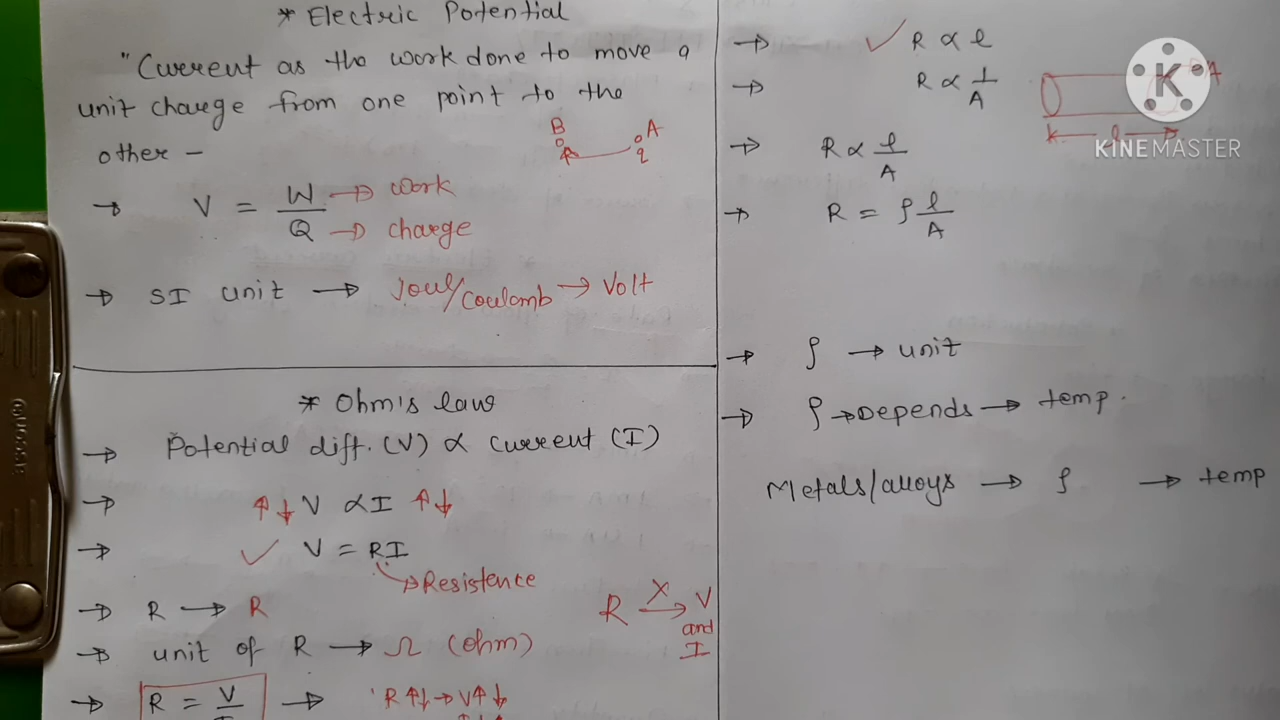 * Electric Potential
"Current as the work done to move a
unit charge from one point to the
other –
B A
q
→ V = W/Q → work → charge
→ SI unit → Joul/Coulomb → Volt
* Ohm's law
→ Potential diff. (V) ∝ current (I)
→ ↑↓ V ∝ I ↑↓
→ ✓ V = RI
→ Resistence
→ R → R
R X→ V and I
→ unit of R → Ω (ohm)
→ R = V/ → R↑↓ → V↑↓
→ ✓ R ∝ l
→ R ∝ 1/A
A
l
→ R ∝ l/A
→ R = ρ l/A
→ ρ → unit
→ ρ → Depends → temp.
Metals/alloys → ρ → temp
K
KINEMASTER